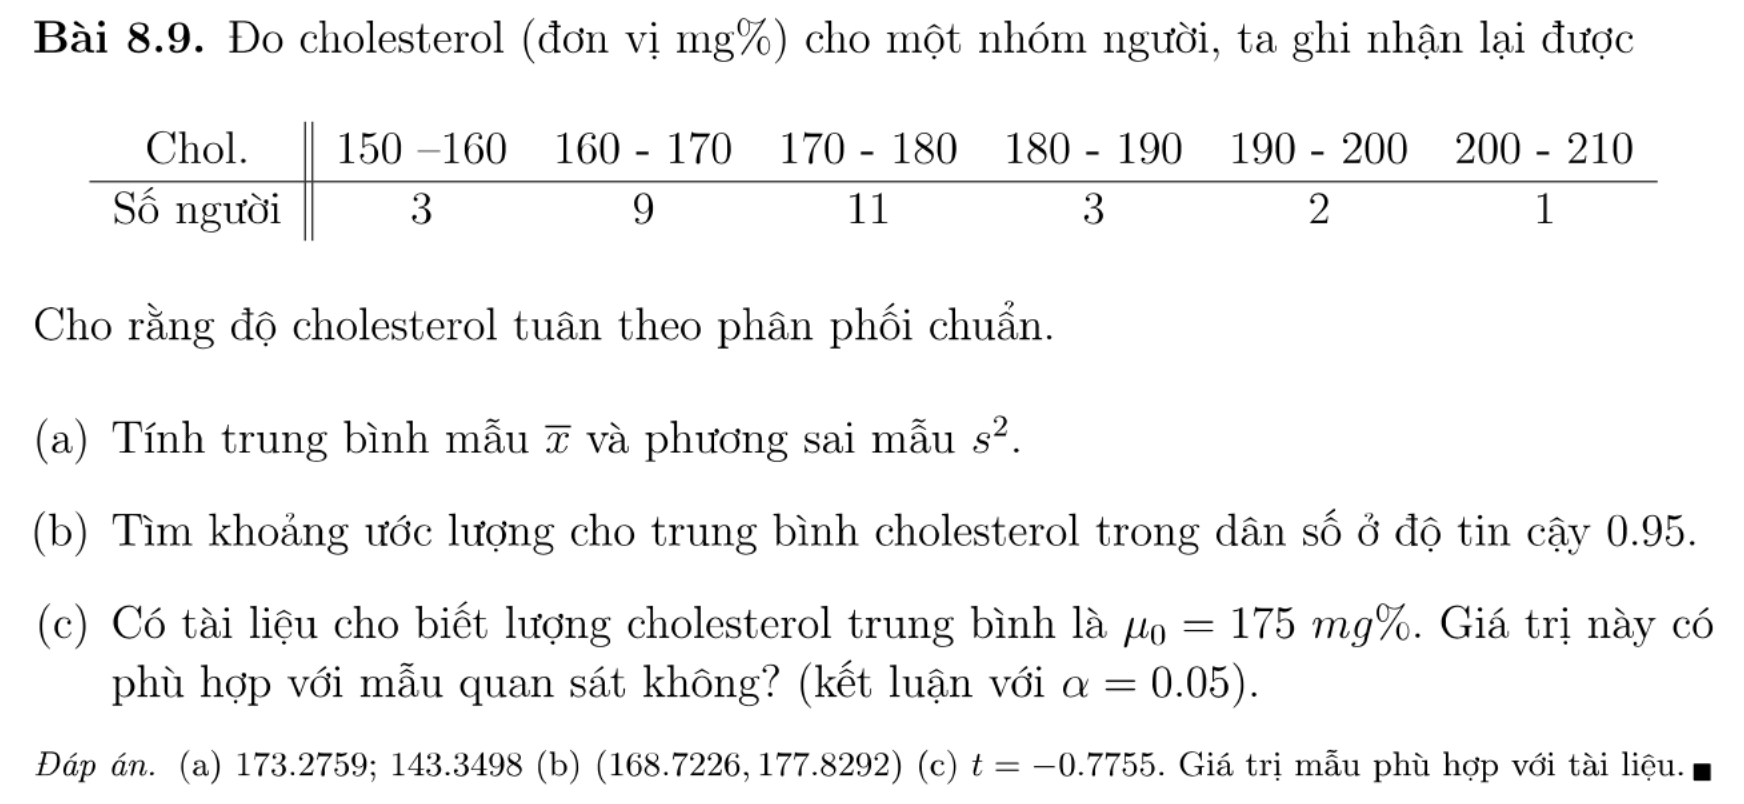 Bài 8.9. Đo cholesterol (đơn vị mg%) cho một nhóm người, ta ghi nhận lại được
Chol. 150 –160 160 - 170 170 - 180 180 - 190 190 - 200 200 - 210
Số người 3 9 11 3 2 1
Cho rằng độ cholesterol tuân theo phân phối chuẩn.
(a) Tính trung bình mẫu x̅ và phương sai mẫu s².
(b) Tìm khoảng ước lượng cho trung bình cholesterol trong dân số ở độ tin cậy 0.95.
(c) Có tài liệu cho biết lượng cholesterol trung bình là μ₀ = 175 mg%. Giá trị này có
phù hợp với mẫu quan sát không? (kết luận với α = 0.05).
Đáp án. (a) 173.2759; 143.3498 (b) (168.7226, 177.8292) (c) t = −0.7755. Giá trị mẫu phù hợp với tài liệu. ■